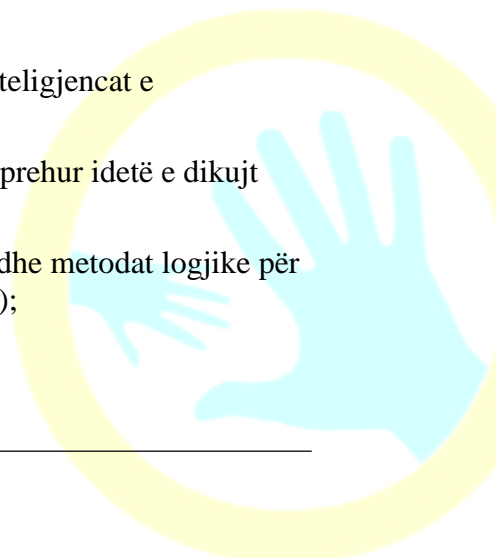 teligjencat e
prehur idetë e dikujt
dhe metodat logjike për
);